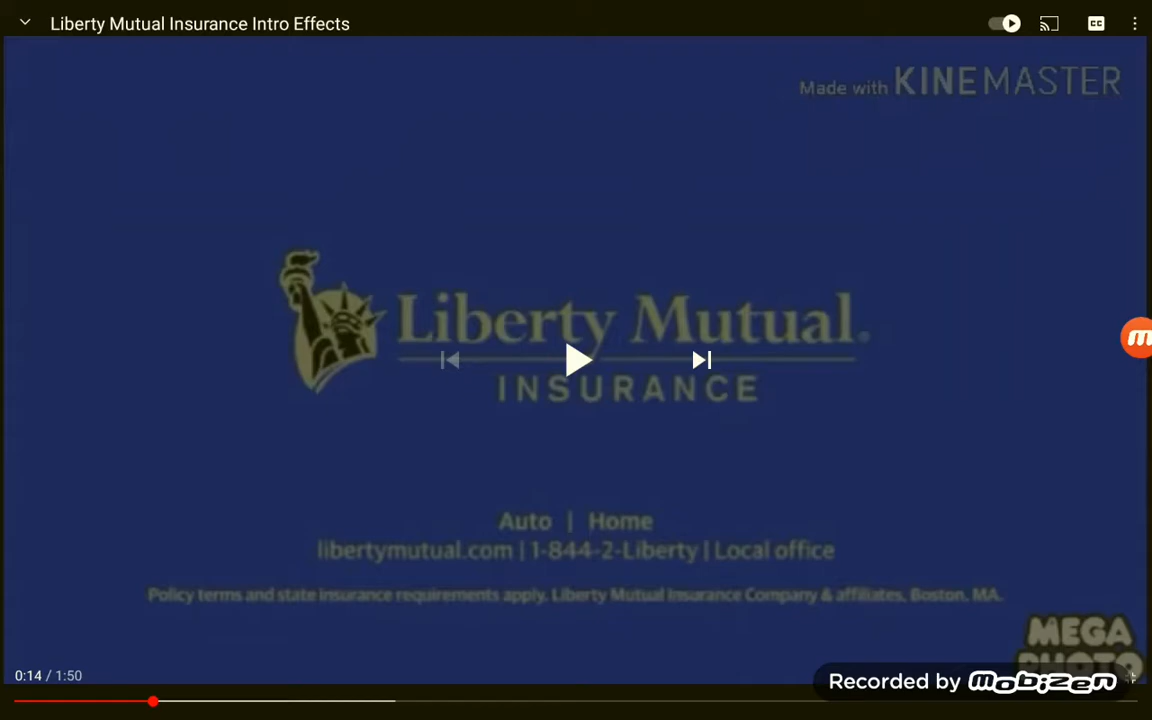 Liberty Mutual Insurance Intro Effects
CC
Made with KINEMASTER
Liberty Mutual®
INSURANCE
Auto | Home
libertymutual.com | 1-844-2-Liberty | Local office
Policy terms and state insurance requirements apply. Liberty Mutual Insurance Company & affiliates, Boston, MA.
MEGA
PHOTO
0:14 / 1:50
Recorded by mobizen